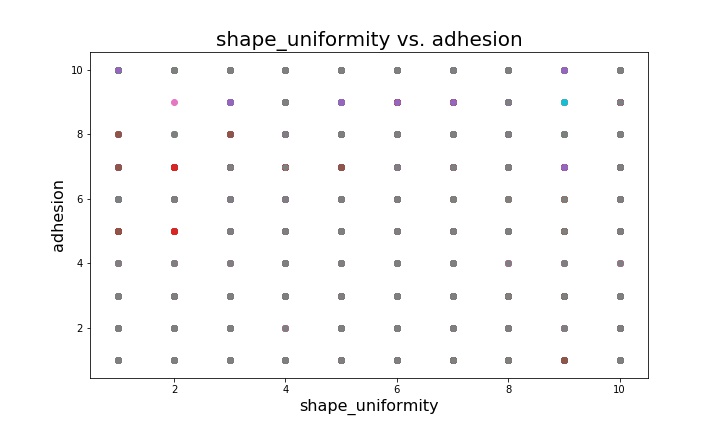 shape_uniformity vs. adhesion
10
8
6
4
2
adhesion
2 4 6 8 10
shape_uniformity